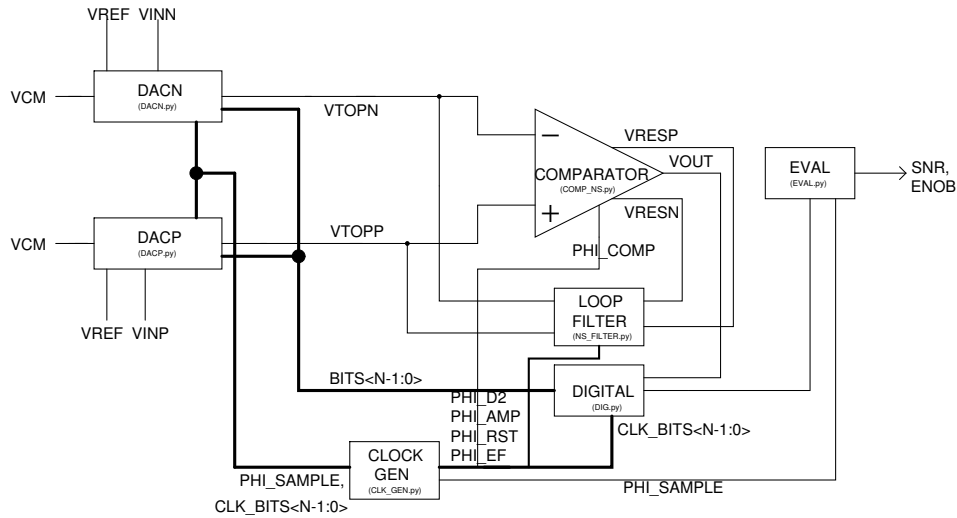 VREF VINN
VCM
DACN
(DACN.py)
VTOPN
VRESP
VOUT
COMPARATOR
(COMP_NS.py)
VRESN
EVAL
(EVAL.py)
SNR,
ENOB
VCM
DACP
(DACP.py)
VTOPP
PHI_COMP
VREF VINP
LOOP
FILTER
(NS_FILTER.py)
BITS<N-1:0>
PHI_D2
PHI_AMP
PHI_RST
PHI_EF
DIGITAL
(DIG.py)
CLK_BITS<N-1:0>
CLOCK
GEN
(CLK_GEN.py)
PHI_SAMPLE,
CLK_BITS<N-1:0>
PHI_SAMPLE